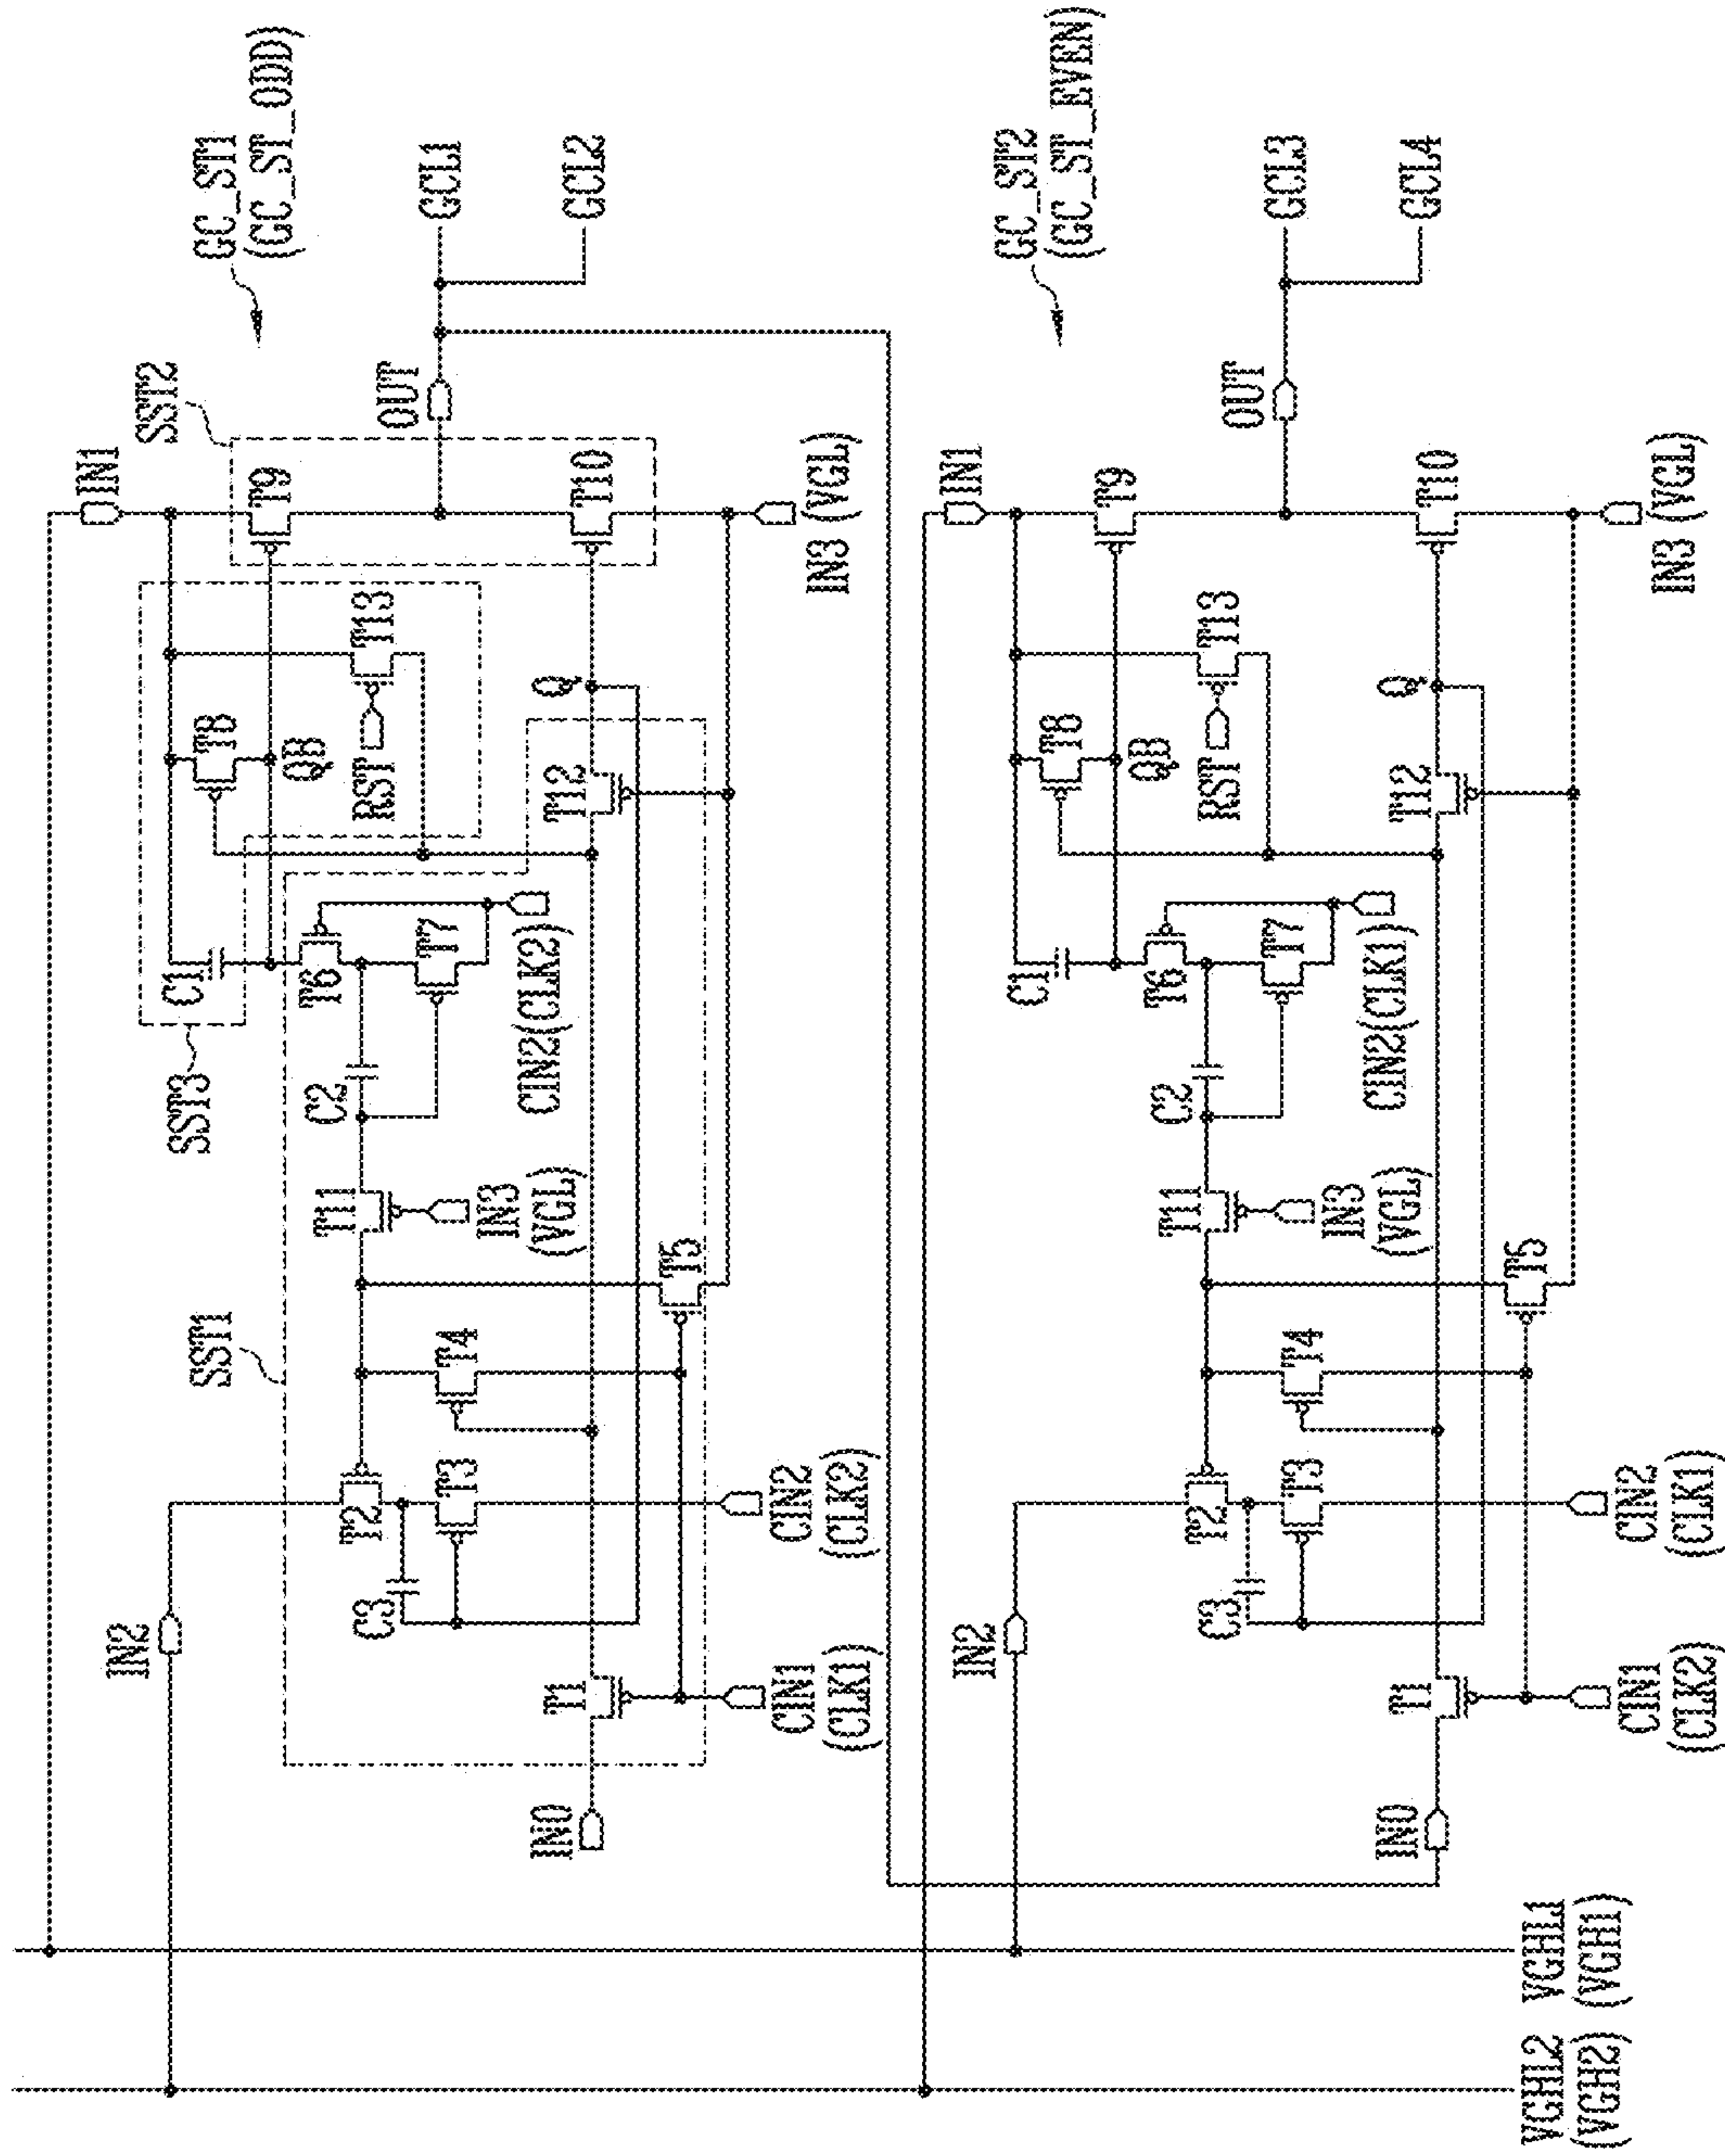 GC_ST1
(GC_ST_ODD)
IN1
SST2
OUT
GCL1
GCL2
T9
T10
IN3 (VGL)
SST3
C1
T8
QB
T13
RST
Q
T12
T6
T7
CIN2(CLK2)
C2
T11
IN3
(VGL)
T5
SST1
T4
T2
T3
C3
CIN2
(CLK2)
IN2
T1
CIN1
(CLK1)
IN0
GC_ST2
(GC_ST_EVEN)
IN1
OUT
GCL3
GCL4
T9
T10
IN3 (VGL)
C1
T8
QB
T13
RST
Q
T12
T6
T7
CIN2(CLK1)
C2
T11
IN3
(VGL)
T5
T4
T2
T3
C3
CIN2
(CLK1)
IN2
T1
CIN1
(CLK2)
IN0
VGHL1
(VGH1)
VGHL2
(VGH2)